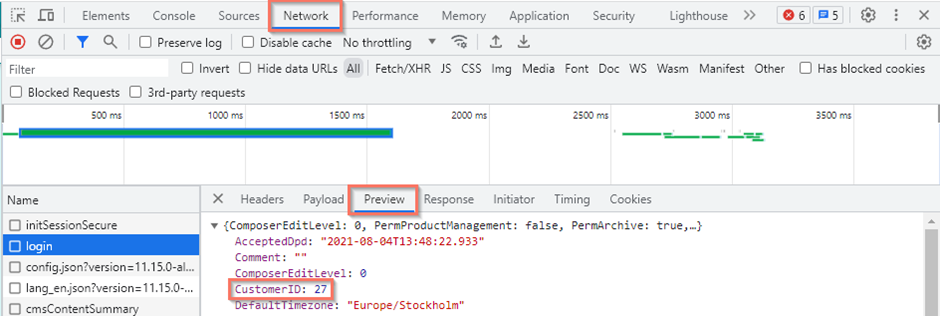 Elements Console Sources Network Performance Memory Application Security Lighthouse 6 5
Preserve log Disable cache No throttling
Filter Invert Hide data URLs All Fetch/XHR JS CSS Img Media Font Doc WS Wasm Manifest Other Has blocked cookies
Blocked Requests 3rd-party requests
500 ms 1000 ms 1500 ms 2000 ms 2500 ms 3000 ms 3500 ms
Name Headers Payload Preview Response Initiator Timing Cookies
initSessionSecure {ComposerEditLevel: 0, PermProductManagement: false, PermArchive: true,…}
login AcceptedDpd: "2021-08-04T13:48:22.933"
config.json?version=11.15.0-al... Comment: ""
ComposerEditLevel: 0
lang_en.json?version=11.15.0-... CustomerID: 27
cmsContentSummary DefaultTimezone: "Europe/Stockholm"